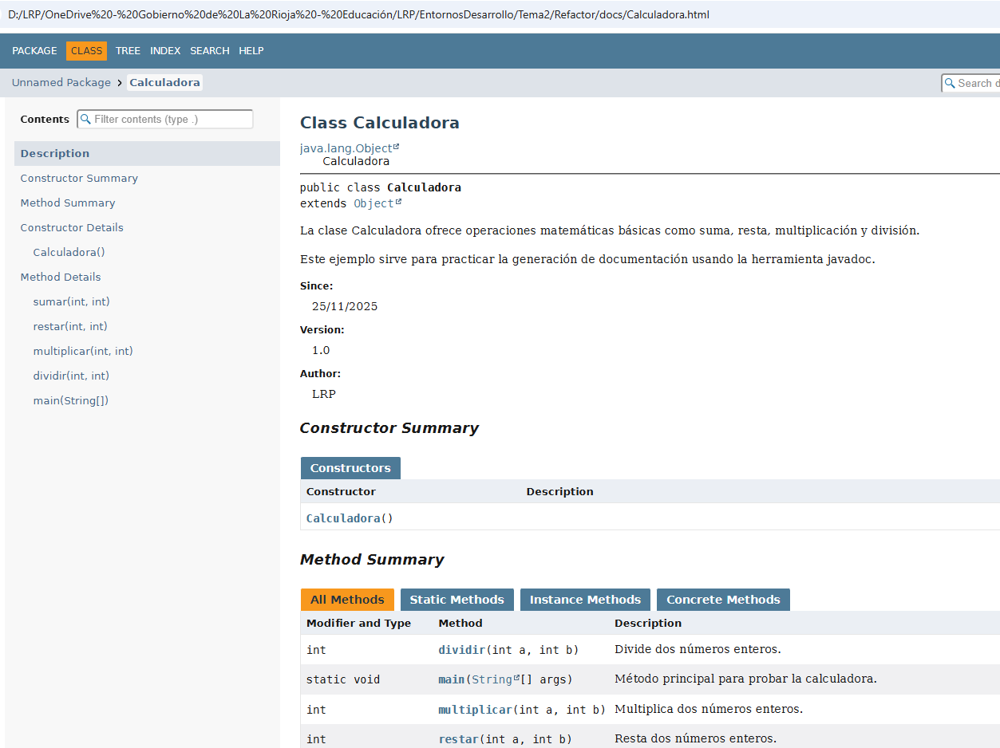 D:/LRP/OneDrive%20-%20Gobierno%20de%20La%20Rioja%20-%20Educación/LRP/EntornosDesarrollo/Tema2/Refactor/docs/Calculadora.html
PACKAGE CLASS TREE INDEX SEARCH HELP
Unnamed Package > Calculadora
Search d
Contents
Filter contents (type .)
Description
Constructor Summary
Method Summary
Constructor Details
Calculadora()
Method Details
sumar(int, int)
restar(int, int)
multiplicar(int, int)
dividir(int, int)
main(String[])
Class Calculadora
java.lang.Object
Calculadora
public class Calculadora
extends Object
La clase Calculadora ofrece operaciones matemáticas básicas como suma, resta, multiplicación y división.
Este ejemplo sirve para practicar la generación de documentación usando la herramienta javadoc.
Since:
25/11/2025
Version:
1.0
Author:
LRP
Constructor Summary
Constructors
Constructor Description
Calculadora()
Method Summary
All Methods Static Methods Instance Methods Concrete Methods
Modifier and Type Method Description
int dividir(int a, int b) Divide dos números enteros.
static void main(String[] args) Método principal para probar la calculadora.
int multiplicar(int a, int b) Multiplica dos números enteros.
int restar(int a, int b) Resta dos números enteros.